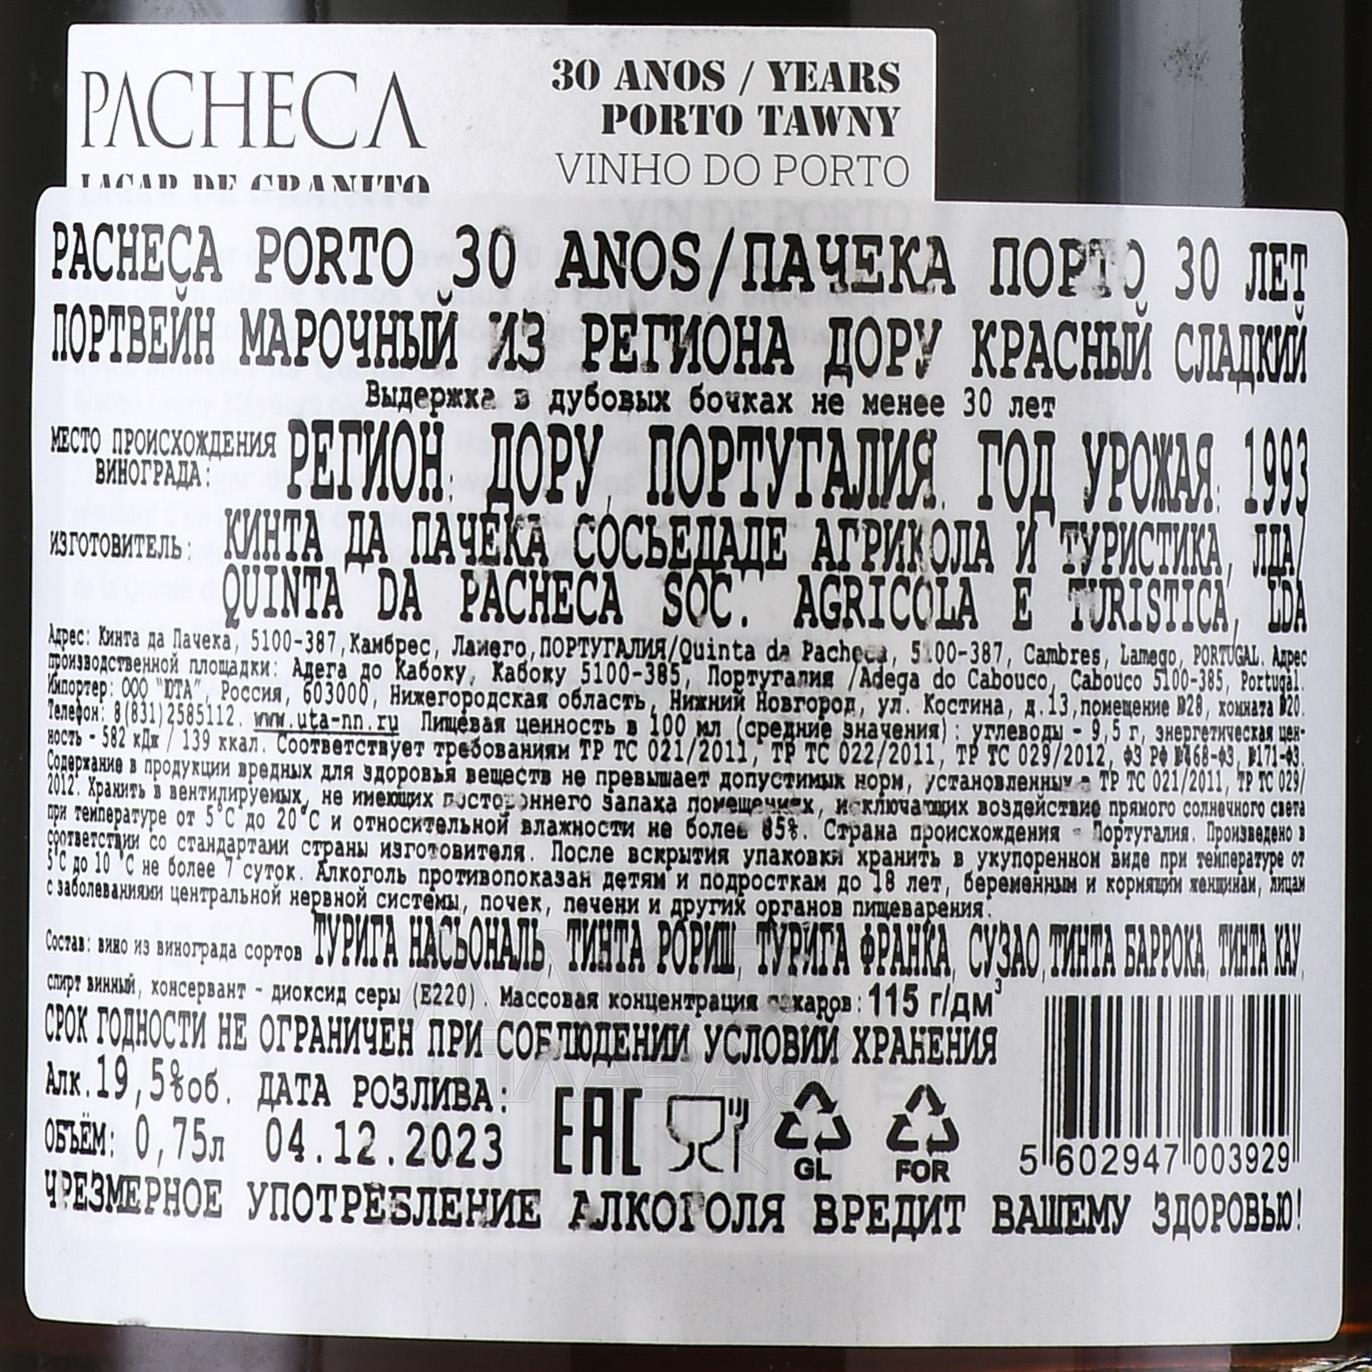 PACHECA
30 ANOS / YEARS
PORTO TAWNY
VINHO DO PORTO
LAGAR DE GRANITO
VIN DE PORTO
PACHECA PORTO 30 ANOS/ПАЧЕКА ПОРТО 30 ЛЕТ
ПОРТВЕЙН МАРОЧНЫЙ ИЗ РЕГИОНА ДОРУ КРАСНЫЙ СЛАДКИЙ
Выдержка в дубовых бочках не менее 30 лет
МЕСТО ПРОИСХОЖДЕНИЯ ВИНОГРАДА: РЕГИОН: ДОРУ, ПОРТУГАЛИЯ. ГОД УРОЖАЯ: 1993
ИЗГОТОВИТЕЛЬ: КИНТА ДА ПАЧЕКА СОСЬЕДАДЕ АГРИКОЛА И ТУРИСТИКА, ЛДА/
QUINTA DA PACHECA SOC. AGRICOLA E TURISTICA, LDA
Адрес: Кинта да Пачека, 5100-387,Камбрес, Ламего,ПОРТУГАЛИЯ/Quinta da Pacheca, 5100-387, Cambres, Lamego, PORTUGAL. Адрес
производственной площадки: Адега до Кабоку, Кабоку 5100-385, Португалия /Adega do Cabouco, Cabouco 5100-385, Portugal.
Импортер: ООО "ЮТА", Россия, 603000, Нижегородская область, Нижний Новгород, ул. Костина, д.13,помещение №28, комната №20.
Телефон: 8(831)2585112. www.uta-nn.ru Пищевая ценность в 100 мл (средние значения): углеводы - 9,5 г, энергетическая цен-
ность - 582 кДж / 139 ккал. Соответствует требованиям ТР ТС 021/2011, ТР ТС 022/2011, ТР ТС 029/2012, ФЗ РФ №468-ФЗ, №171-ФЗ.
Содержание в продукции вредных для здоровья веществ не превышает допустимых норм, установленных в ТР ТС 021/2011, ТР ТС 029/
2012. Хранить в вентилируемых, не имеющих постороннего запаха помещениях, исключающих воздействие прямого солнечного света
при температуре от 5°C до 20°C и относительной влажности не более 85%. Страна происхождения - Португалия. Произведено в
соответствии со стандартами страны изготовителя. После вскрытия упаковки хранить в укупоренном виде при температуре от
5°C до 10 °C не более 7 суток. Алкоголь противопоказан детям и подросткам до 18 лет, беременным и кормящим женщинам, лицам
с заболеваниями центральной нервной системы, почек, печени и других органов пищеварения.
Состав: вино из винограда сортов ТУРИГА НАСЬОНАЛЬ, ТИНТА РОРИШ, ТУРИГА ФРАНКА, СУЗАО,ТИНТА БАРРОКА, ТИНТА КАУ,
спирт винный, консервант - диоксид серы (E220). Массовая концентрация сахаров: 115 г/дм³
СРОК ГОДНОСТИ НЕ ОГРАНИЧЕН ПРИ СОБЛЮДЕНИИ УСЛОВИЙ ХРАНЕНИЯ
Алк.19,5%об. ДАТА РОЗЛИВА:
ОБЪЁМ: 0,75л 04.12.2023
EAC
GL
FOR
5 602947 003929
ЧРЕЗМЕРНОЕ УПОТРЕБЛЕНИЕ АЛКОГОЛЯ ВРЕДИТ ВАШЕМУ ЗДОРОВЬЮ!